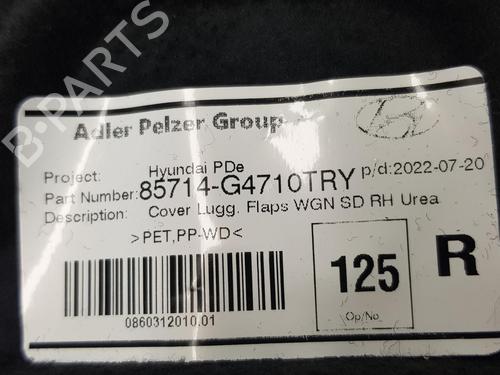 B-PARTS
Adler Pelzer Group
Project: Hyundai PDe p/d:2022-07-20
Part Number: 85714-G4710TRY
Description: Cover Lugg. Flaps WGN SD RH Urea
>PET,PP-WD<
125 R
0860312010.01
Op/No